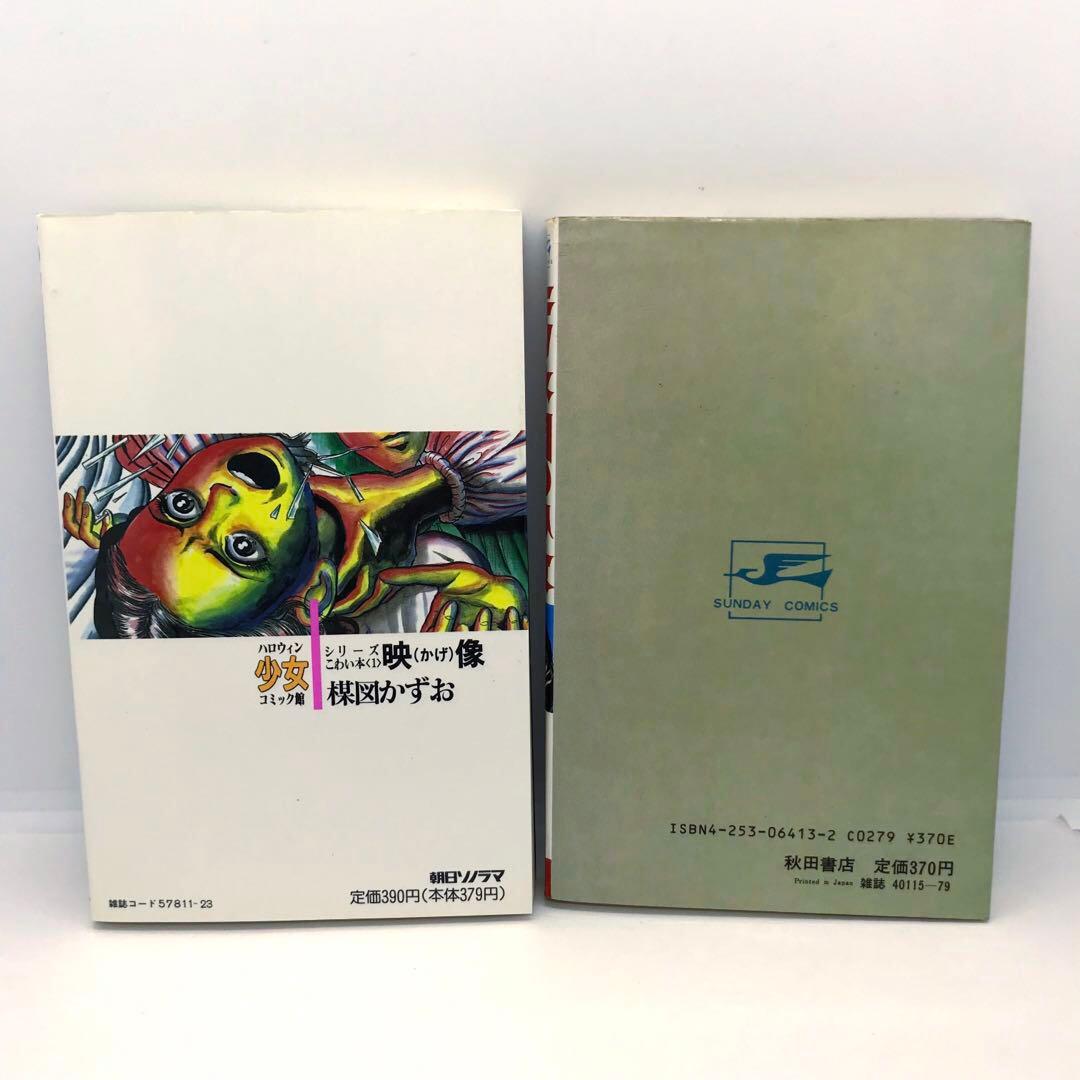 ハロウィン
少女
コミック館
シリーズ
こわい本〈1〉映(かげ)像
楳図かずお
朝日ソノラマ
定価390円(本体379円)
雑誌コード57811-23
SUNDAY COMICS
ISBN4-253-06413-2 C0279 ¥370E
秋田書店 定価370円
Printed in Japan 雑誌 40115-79